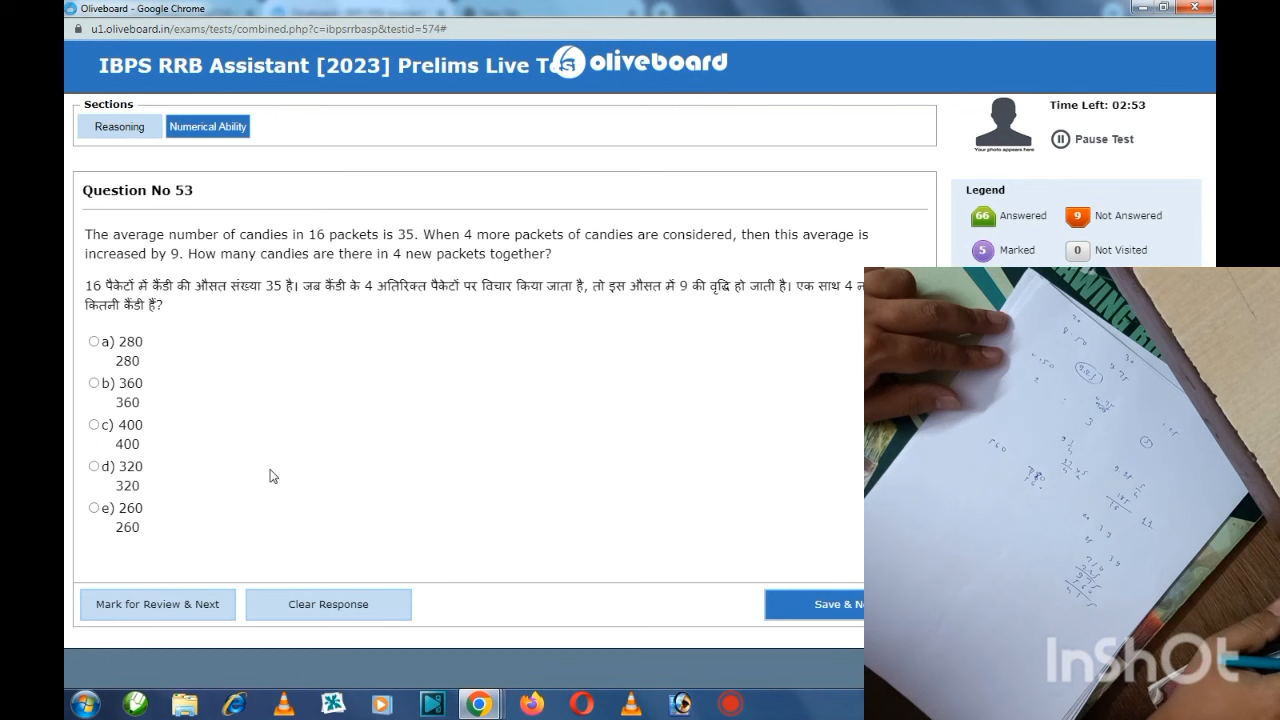 Oliveboard - Google Chrome
u1.oliveboard.in/exams/tests/combined.php?c=ibpsrrbasp&testid=574#
IBPS RRB Assistant [2023] Prelims Live
oliveboard
Sections
Reasoning
Numerical Ability
Time Left: 02:53
Your photo appears here
Pause Test
Question No 53
Legend
66 Answered
9 Not Answered
5 Marked
0 Not Visited
The average number of candies in 16 packets is 35. When 4 more packets of candies are considered, then this average is
increased by 9. How many candies are there in 4 new packets together?
16 पैकेटों में कैंडी की औसत संख्या 35 है। जब कैंडी के 4 अतिरिक्त पैकेटों पर विचार किया जाता है, तो इस औसत में 9 की वृद्धि हो जाती है। एक साथ 4
कितनी कैंडी हैं?
a) 280
280
b) 360
360
c) 400
400
d) 320
320
e) 260
260
Mark for Review & Next
Clear Response
Save &
InShOt